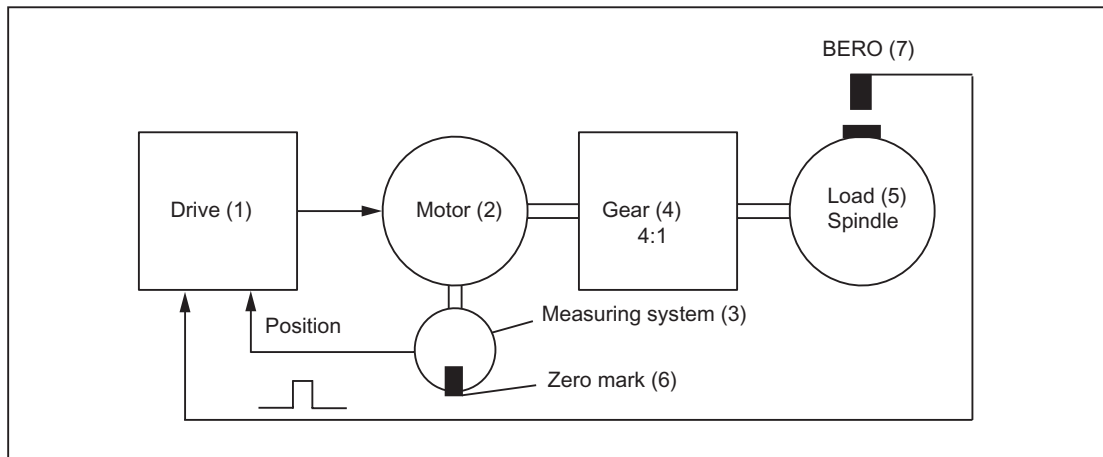 BERO (7)
Drive (1)
Motor (2)
Gear (4)
4:1
Load (5)
Spindle
Position
Measuring system (3)
Zero mark (6)